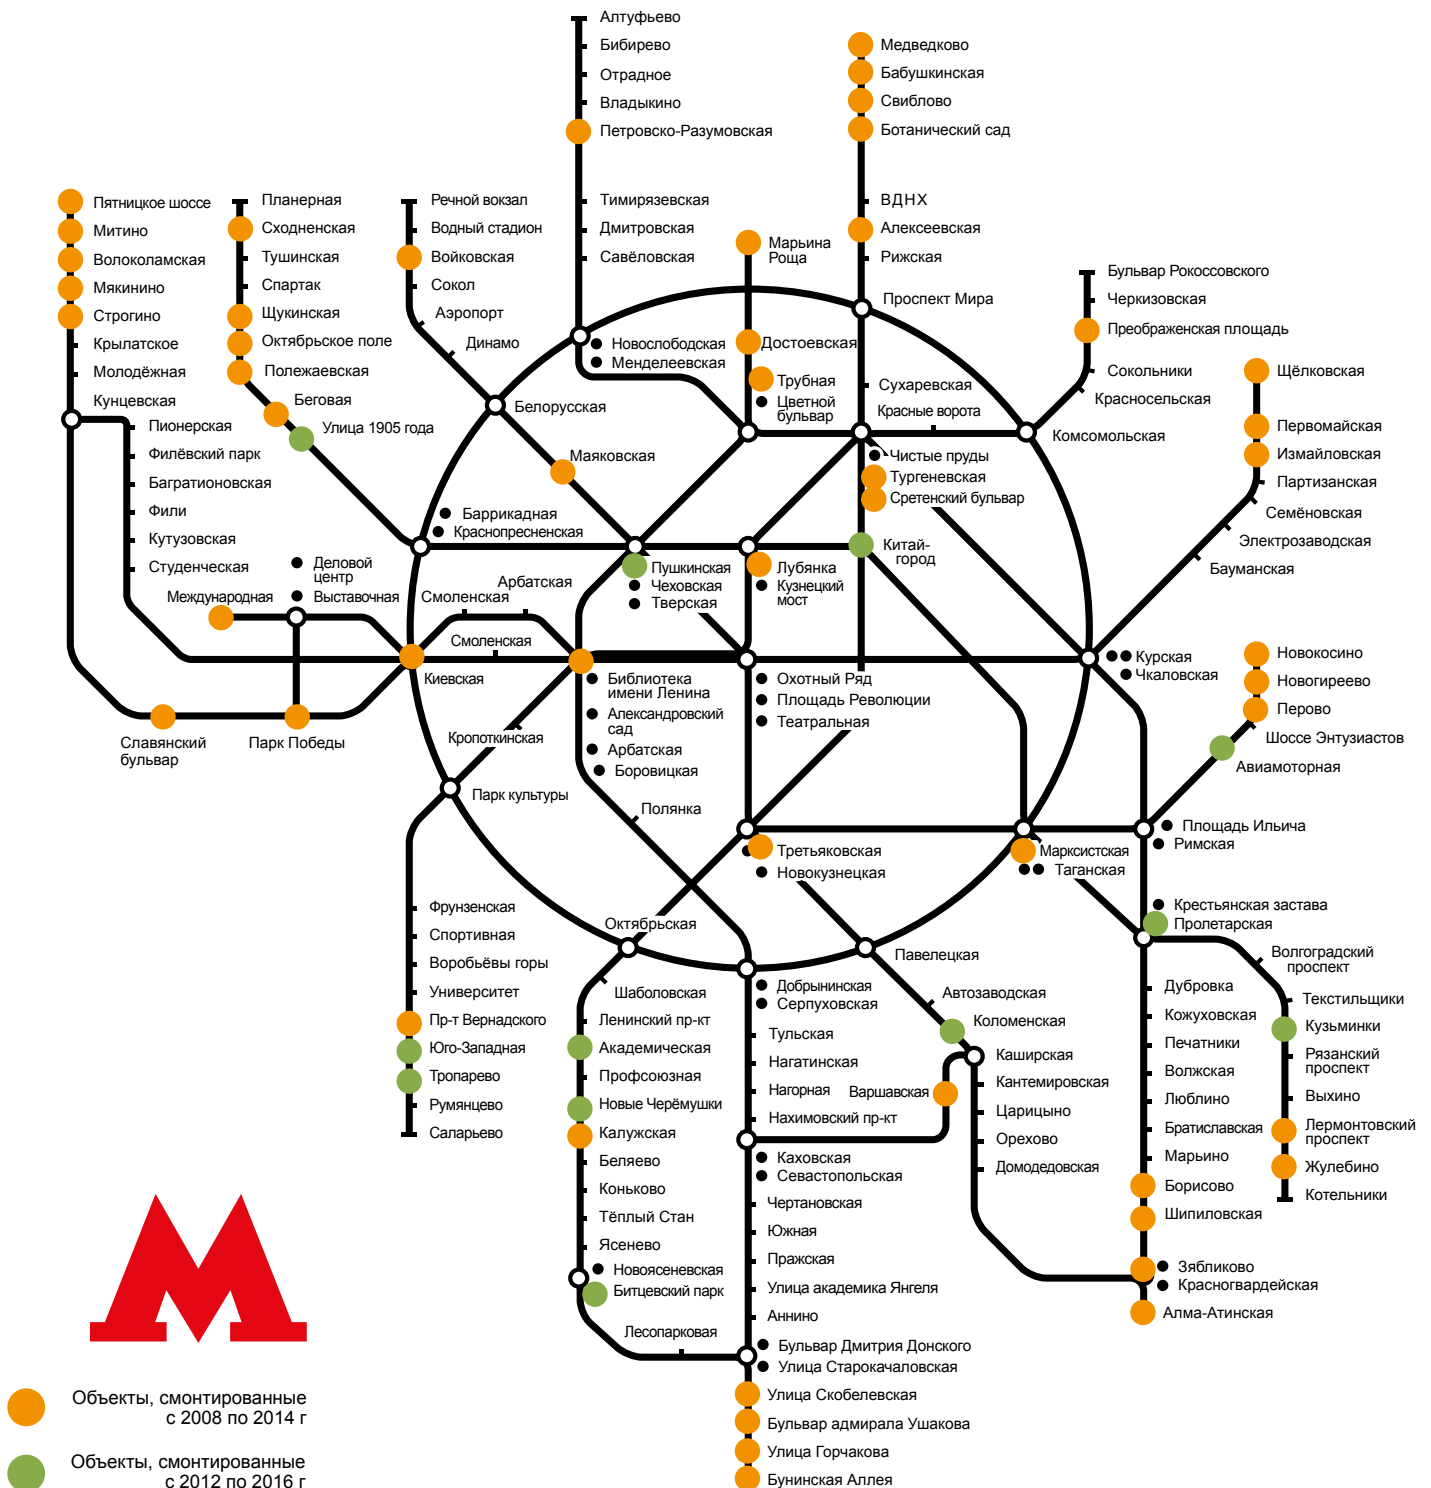 Алтуфьево
Бибирево
Отрадное
Владыкино
Петровско-Разумовская
Тимирязевская
Дмитровская
Савёловская
Медведково
Бабушкинская
Свиблово
Ботанический сад
ВДНХ
Алексеевская
Рижская
Проспект Мира
Сухаревская
Пятницкое шоссе
Митино
Волоколамская
Мякинино
Строгино
Крылатское
Молодёжная
Кунцевская
Планерная
Сходненская
Тушинская
Спартак
Щукинская
Октябрьское поле
Полежаевская
Беговая
Улица 1905 года
Речной вокзал
Водный стадион
Войковская
Сокол
Аэропорт
Динамо
Белорусская
Маяковская
Марьина
Роща
Достоевская
Трубная
Цветной
бульвар
Новослободская
Менделеевская
Бульвар Рокоссовского
Черкизовская
Преображенская площадь
Сокольники
Красносельская
Комсомольская
Красные ворота
Чистые пруды
Тургеневская
Сретенский бульвар
Щёлковская
Первомайская
Измайловская
Партизанская
Семёновская
Электрозаводская
Бауманская
Пионерская
Филёвский парк
Багратионовская
Фили
Кутузовская
Студенческая
Международная
Деловой
центр
Выставочная
Баррикадная
Краснопресненская
Арбатская
Смоленская
Смоленская
Киевская
Славянский
бульвар
Парк Победы
Пушкинская
Чеховская
Тверская
Лубянка
Кузнецкий
мост
Китай-
город
Курская
Чкаловская
Новокосино
Новогиреево
Перово
Шоссе Энтузиастов
Авиамоторная
Библиотека
имени Ленина
Александровский
сад
Арбатская
Боровицкая
Охотный Ряд
Площадь Революции
Театральная
Кропоткинская
Парк культуры
Полянка
Третьяковская
Новокузнецкая
Марксистская
Таганская
Площадь Ильича
Римская
Крестьянская застава
Пролетарская
Фрунзенская
Спортивная
Воробьёвы горы
Университет
Пр-т Вернадского
Юго-Западная
Тропарево
Румянцево
Саларьево
Октябрьская
Шаболовская
Ленинский пр-кт
Академическая
Профсоюзная
Новые Черёмушки
Калужская
Беляево
Коньково
Тёплый Стан
Ясенево
Новоясеневская
Битцевский парк
Лесопарковая
Добрынинская
Серпуховская
Тульская
Нагатинская
Нагорная
Нахимовский пр-кт
Каховская
Севастопольская
Чертановская
Южная
Пражская
Улица академика Янгеля
Аннино
Бульвар Дмитрия Донского
Улица Старокачаловская
Улица Скобелевская
Бульвар адмирала Ушакова
Улица Горчакова
Бунинская Аллея
Павелецкая
Автозаводская
Коломенская
Варшавская
Каширская
Кантемировская
Царицыно
Орехово
Домодедовская
Дубровка
Кожуховская
Печатники
Волжская
Люблино
Братиславская
Марьино
Борисово
Шипиловская
Зябликово
Красногвардейская
Алма-Атинская
Волгоградский
проспект
Текстильщики
Кузьминки
Рязанский
проспект
Выхино
Лермонтовский
проспект
Жулебино
Котельники
Объекты, смонтированные
с 2008 по 2014 г
Объекты, смонтированные
с 2012 по 2016 г